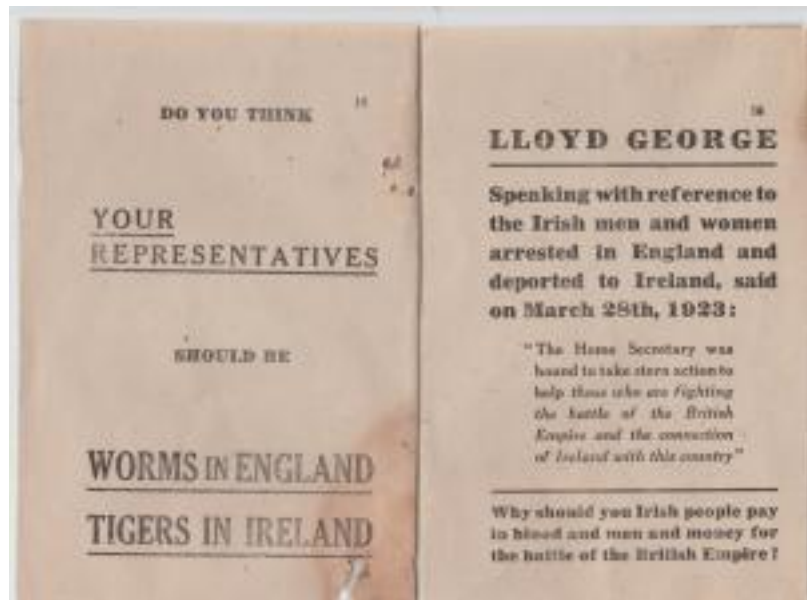 DO YOU THINK
YOUR
REPRESENTATIVES
SHOULD BE
WORMS IN ENGLAND
TIGERS IN IRELAND
LLOYD GEORGE
Speaking with reference to
the Irish men and women
arrested in England and
deported to Ireland, said
on March 28th, 1923:
"The Home Secretary was
bound to take stern action to
help those who are fighting
the battle of the British
Empire and the connection
of Ireland with this country"
Why should you Irish people pay
in blood and men and money for
the battle of the British Empire?